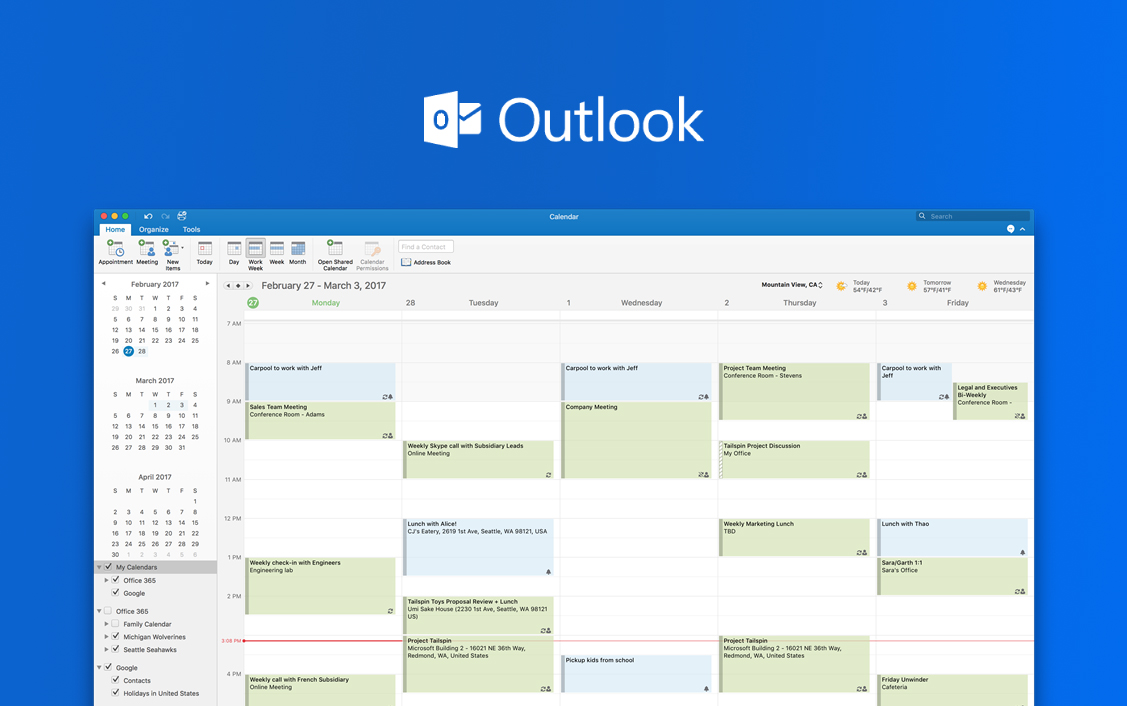 Outlook
Calendar
Search
Home Organize Tools
Appointment Meeting New Items Today Day Work Week Week Month Open Shared Calendar Calendar Permissions
Find a Contact
Address Book
February 2017
S M T W T F S
29 30 31 1 2 3 4
5 6 7 8 9 10 11
12 13 14 15 16 17 18
19 20 21 22 23 24 25
26 27 28
March 2017
S M T W T F S
1 2 3 4
5 6 7 8 9 10 11
12 13 14 15 16 17 18
19 20 21 22 23 24 25
26 27 28 29 30 31
April 2017
S M T W T F S
1
2 3 4 5 6 7 8
9 10 11 12 13 14 15
16 17 18 19 20 21 22
23 24 25 26 27 28 29
30 1 2 3 4 5 6
My Calendars
Office 365
Google
Office 365
Family Calendar
Michigan Wolverines
Seattle Seahawks
Google
Contacts
Holidays in United States
February 27 - March 3, 2017
Mountain View, CA
Today
54°F/42°F
Tomorrow
57°F/41°F
Wednesday
61°F/43°F
27 Monday
28 Tuesday
1 Wednesday
2 Thursday
3 Friday
7 AM
8 AM
9 AM
10 AM
11 AM
12 PM
1 PM
2 PM
3:08 PM
4 PM
Carpool to work with Jeff
Sales Team Meeting
Conference Room - Adams
Weekly check-in with Engineers
Engineering lab
Weekly call with French Subsidiary
Online Meeting
Weekly Skype call with Subsidiary Leads
Online Meeting
Lunch with Alice!
CJ's Eatery, 2619 1st Ave, Seattle, WA 98121, USA
Tailspin Toys Proposal Review + Lunch
Umi Sake House (2230 1st Ave, Seattle, WA 98121
US)
Project Tailspin
Microsoft Building 2 - 16021 NE 36th Way,
Redmond, WA, United States
Carpool to work with Jeff
Company Meeting
Pickup kids from school
Project Team Meeting
Conference Room - Stevens
Tailspin Project Discussion
My Office
Weekly Marketing Lunch
TBD
Project Tailspin
Microsoft Building 2 - 16021 NE 36th Way,
Redmond, WA, United States
Carpool to work with
Jeff
Legal and Executives
Bi-Weekly
Conference Room -
Lunch with Thao
Sara/Garth 1:1
Sara's Office
Friday Unwinder
Cafeteria